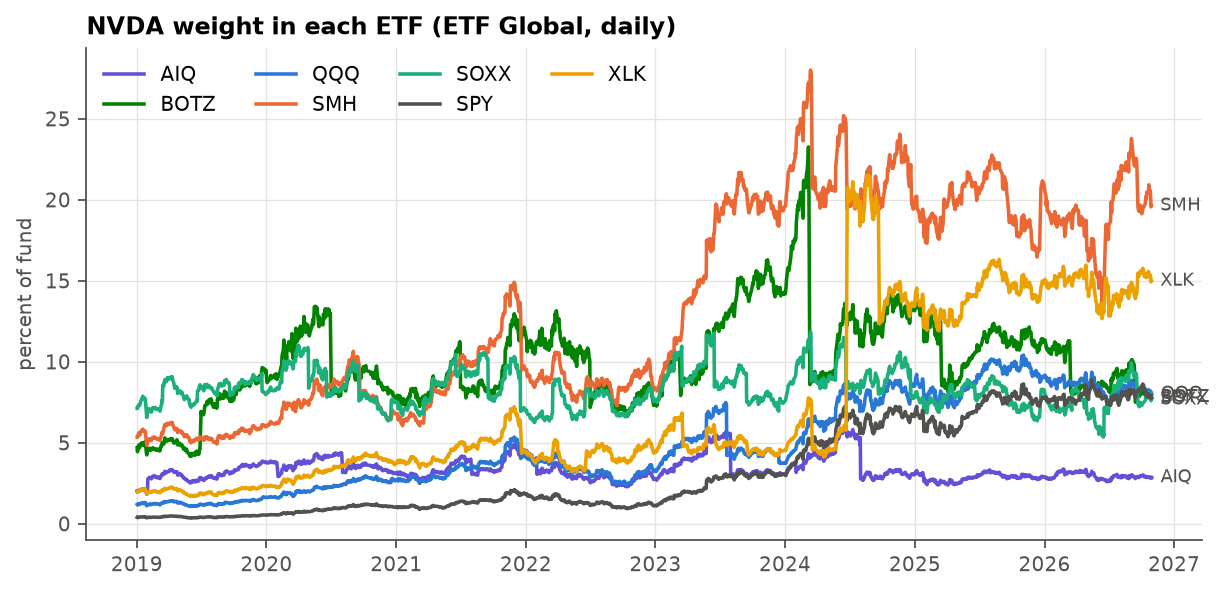 NVDA weight in each ETF (ETF Global, daily)
AIQ QQQ SOXX XLK
BOTZ SMH SPY
percent of fund
25
20
15
10
5
0
SMH
XLK
AIQ
2019 2020 2021 2022 2023 2024 2025 2026 2027